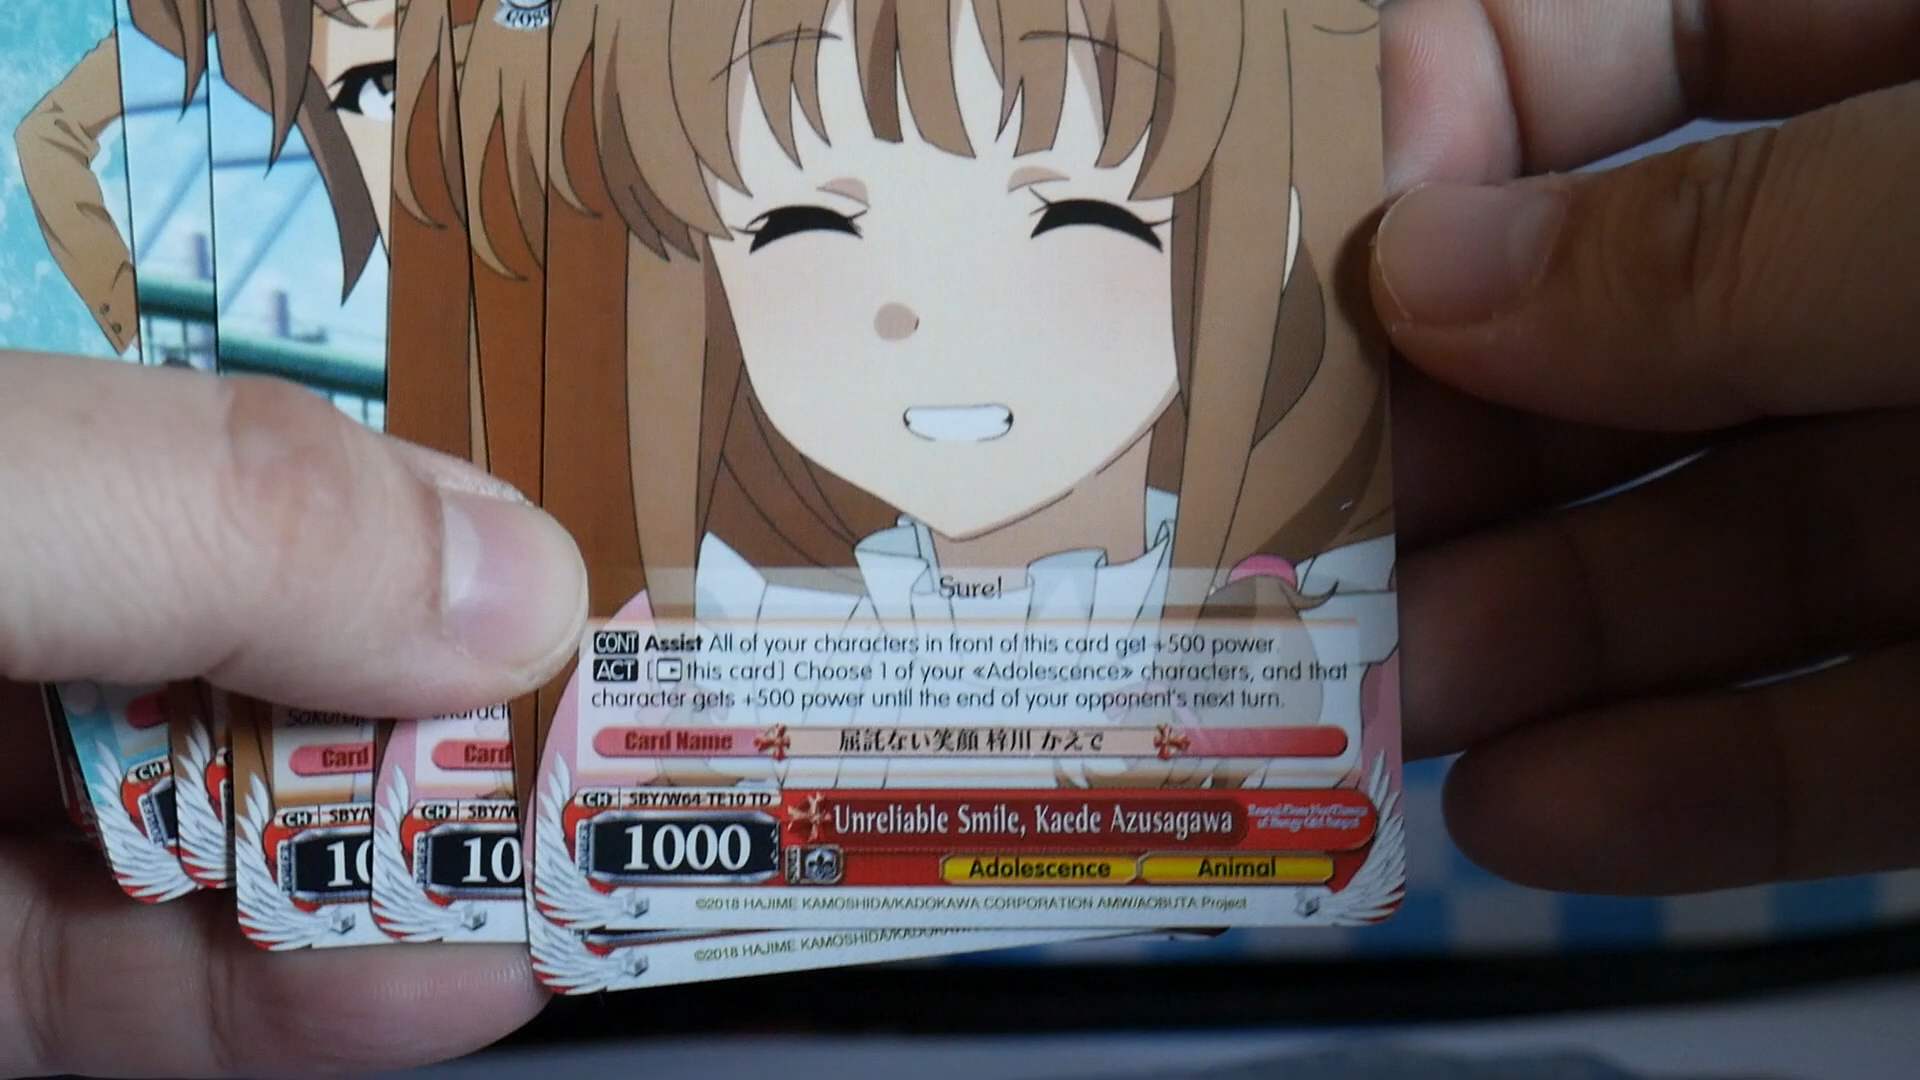 Sure!
CONT Assist All of your characters in front of this card get +500 power.
ACT [this card] Choose 1 of your «Adolescence» characters, and that
character gets +500 power until the end of your opponent's next turn.
Card Name 屈託ない笑顔 梓川 かえで
Card
Card
CH SBY/W64-TE10 TD
Unreliable Smile, Kaede Azusagawa
1000
Adolescence Animal
©2018 HAJIME KAMOSHIDA/KADOKAWA CORPORATION AMW/AOBUTA Project
©2018 HAJIME KAMOSHIDA/
CH SBY/W
10
CH SBY/W
10
CH